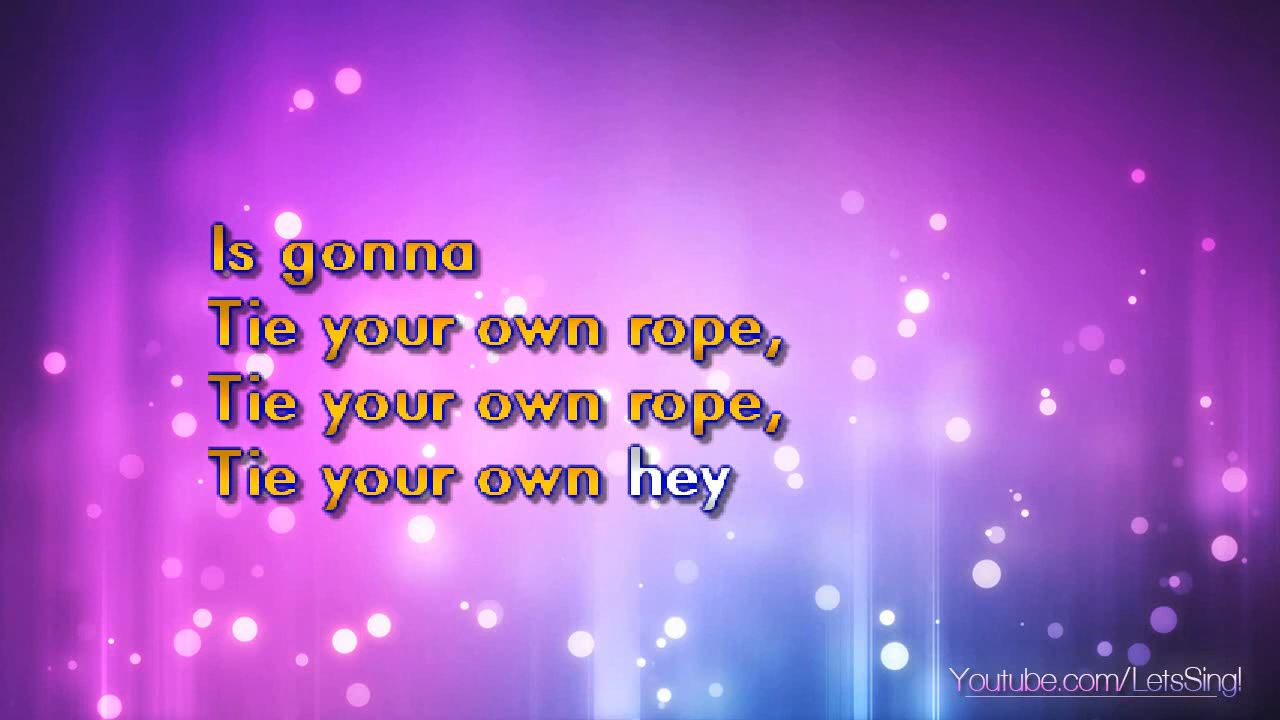 Is gonna
Tie your own rope,
Tie your own rope,
Tie your own hey
Youtube.com/LetsSing!